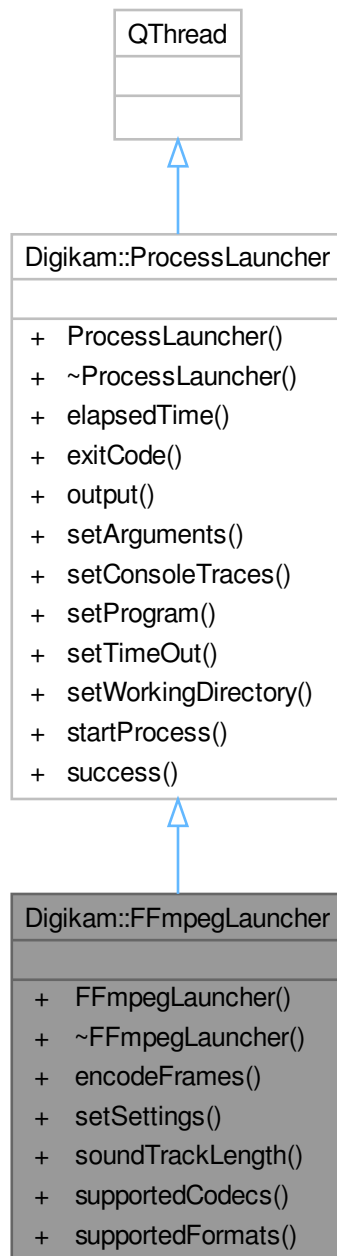 QThread
Digikam::ProcessLauncher
+ ProcessLauncher()
+ ~ProcessLauncher()
+ elapsedTime()
+ exitCode()
+ output()
+ setArguments()
+ setConsoleTraces()
+ setProgram()
+ setTimeOut()
+ setWorkingDirectory()
+ startProcess()
+ success()
Digikam::FFmpegLauncher
+ FFmpegLauncher()
+ ~FFmpegLauncher()
+ encodeFrames()
+ setSettings()
+ soundTrackLength()
+ supportedCodecs()
+ supportedFormats()